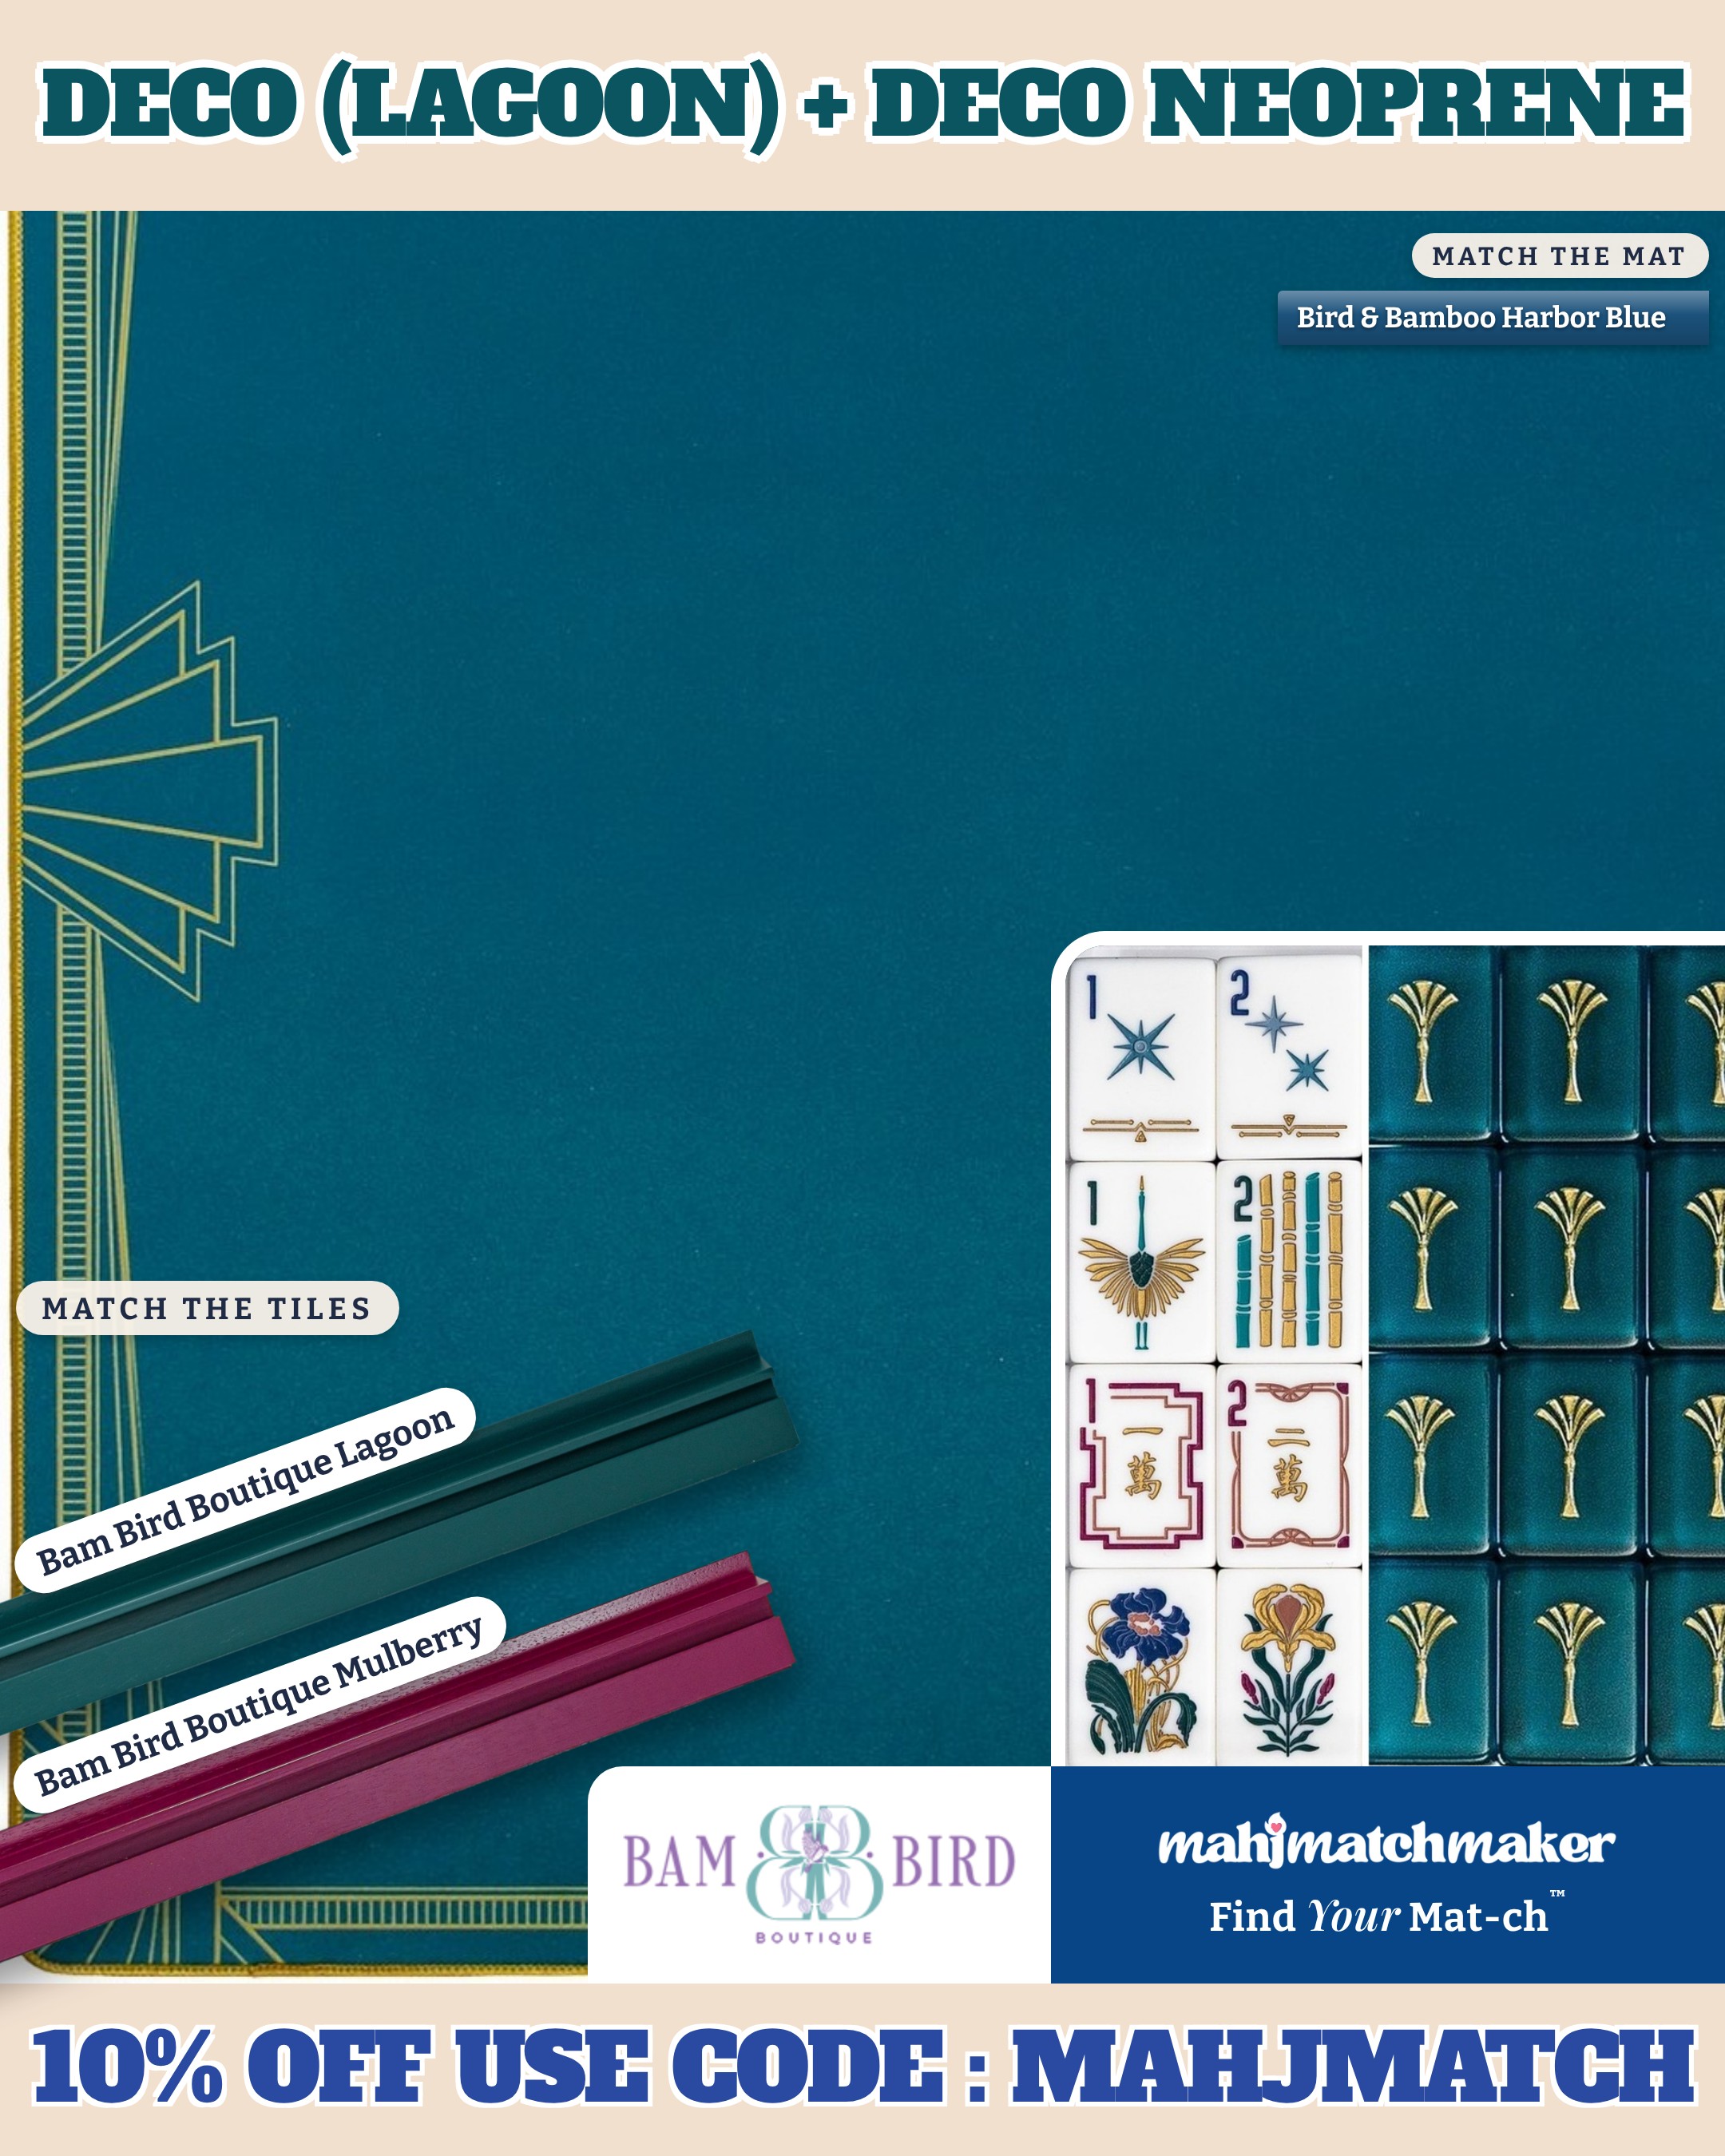 DECO (LAGOON) + DECO NEOPRENE
MATCH THE MAT
Bird & Bamboo Harbor Blue
1
2
1
2
1
一
萬
2
二
萬
MATCH THE TILES
Bam Bird Boutique Lagoon
Bam Bird Boutique Mulberry
BAM BIRD
BOUTIQUE
mahjmatchmaker
Find Your Mat-ch™
10% OFF USE CODE : MAHJMATCH